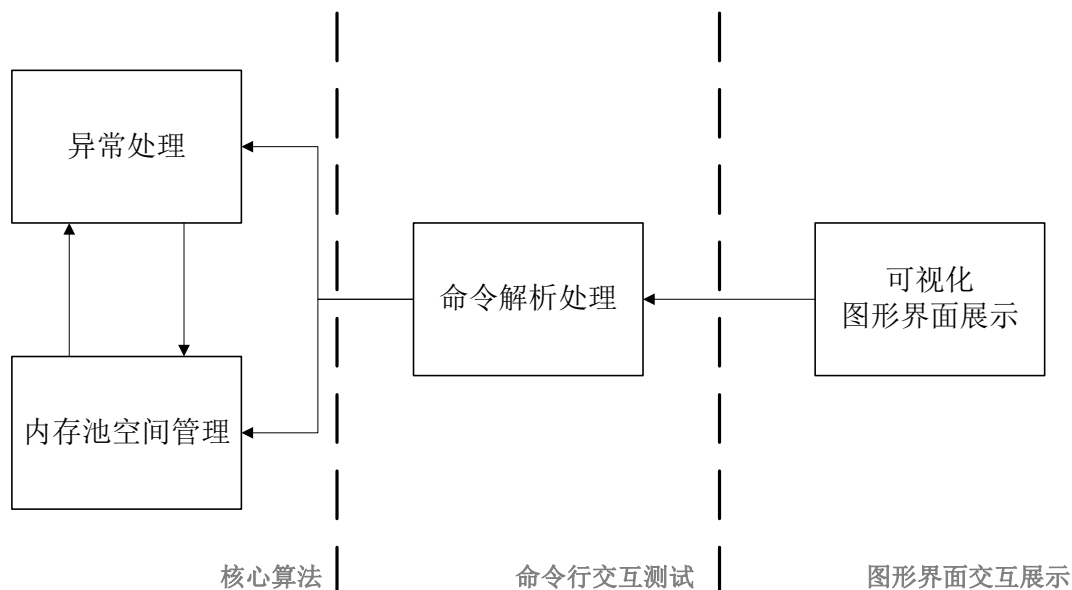 异常处理
命令解析处理
可视化
图形界面展示
内存池空间管理
核心算法
命令行交互测试
图形界面交互展示